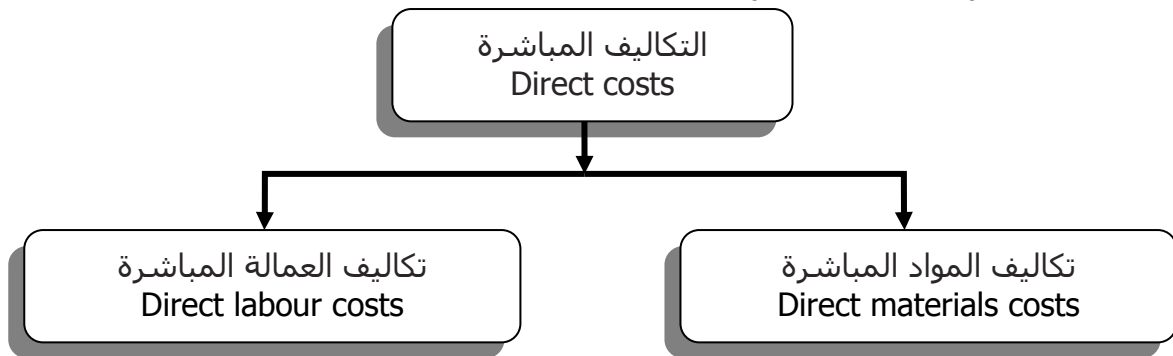 التكاليف المباشرة
Direct costs
تكاليف المواد المباشرة
Direct materials costs
تكاليف العمالة المباشرة
Direct labour costs